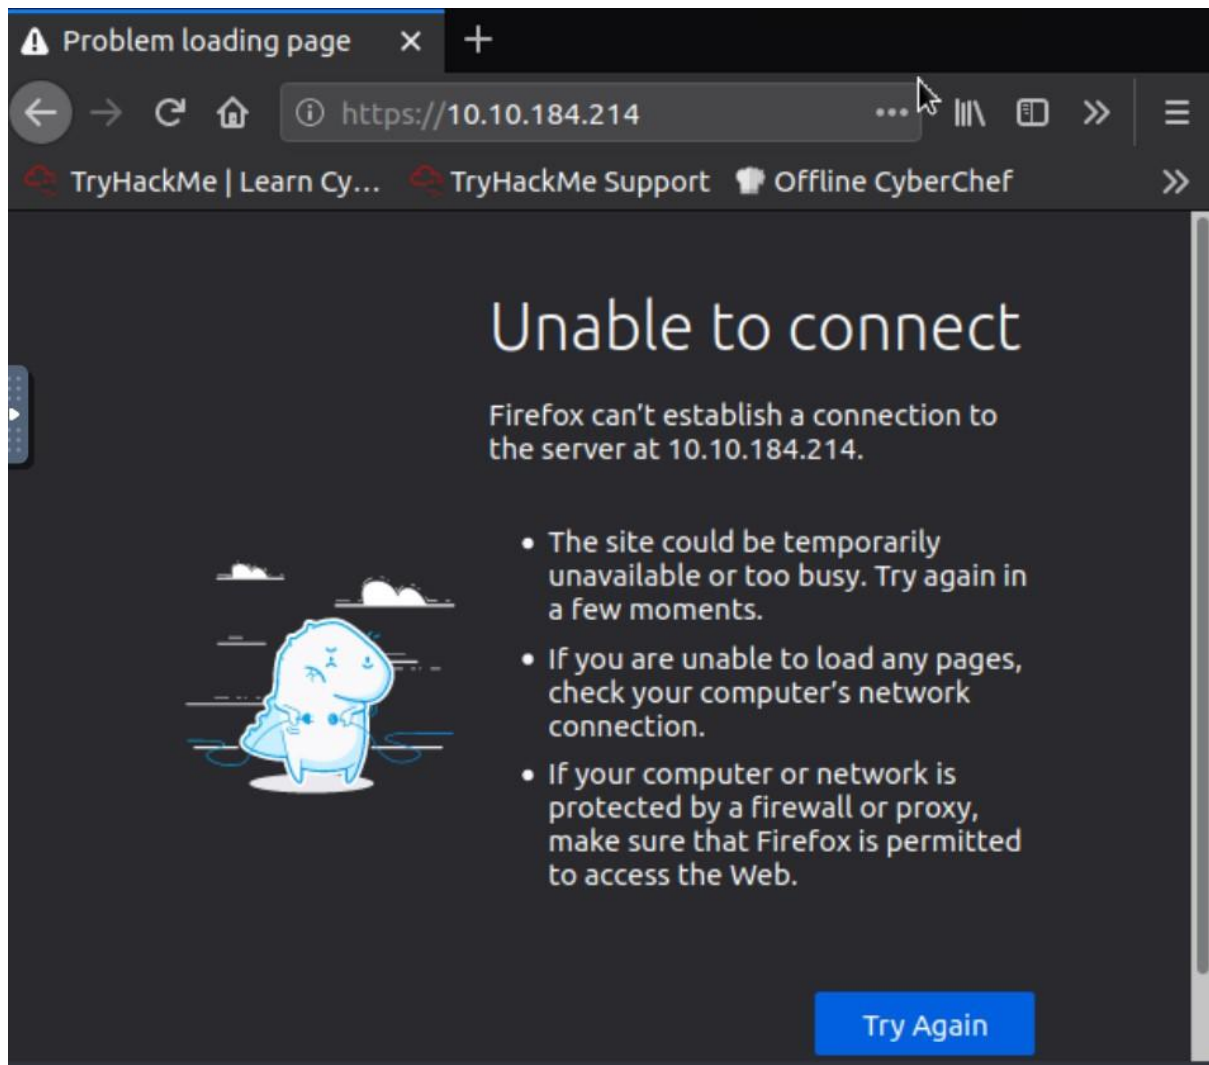 Problem loading page
https://10.10.184.214
TryHackMe | Learn Cy... TryHackMe Support Offline CyberChef
Unable to connect
Firefox can't establish a connection to
the server at 10.10.184.214.
• The site could be temporarily
unavailable or too busy. Try again in
a few moments.
• If you are unable to load any pages,
check your computer's network
connection.
• If your computer or network is
protected by a firewall or proxy,
make sure that Firefox is permitted
to access the Web.
Try Again